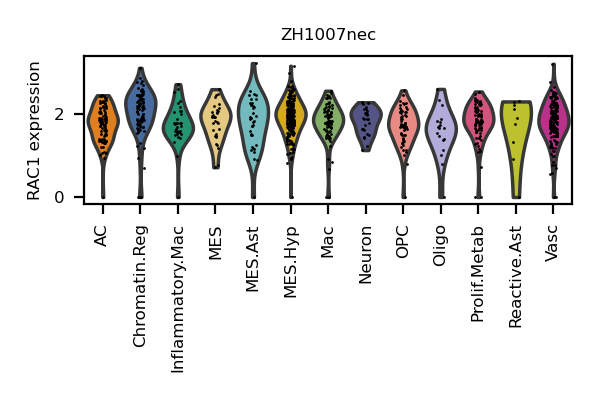 ZH1007nec
RAC1 expression
2
0
AC
Chromatin.Reg
Inflammatory.Mac
MES
MES.Ast
MES.Hyp
Mac
Neuron
OPC
Oligo
Prolif.Metab
Reactive.Ast
Vasc